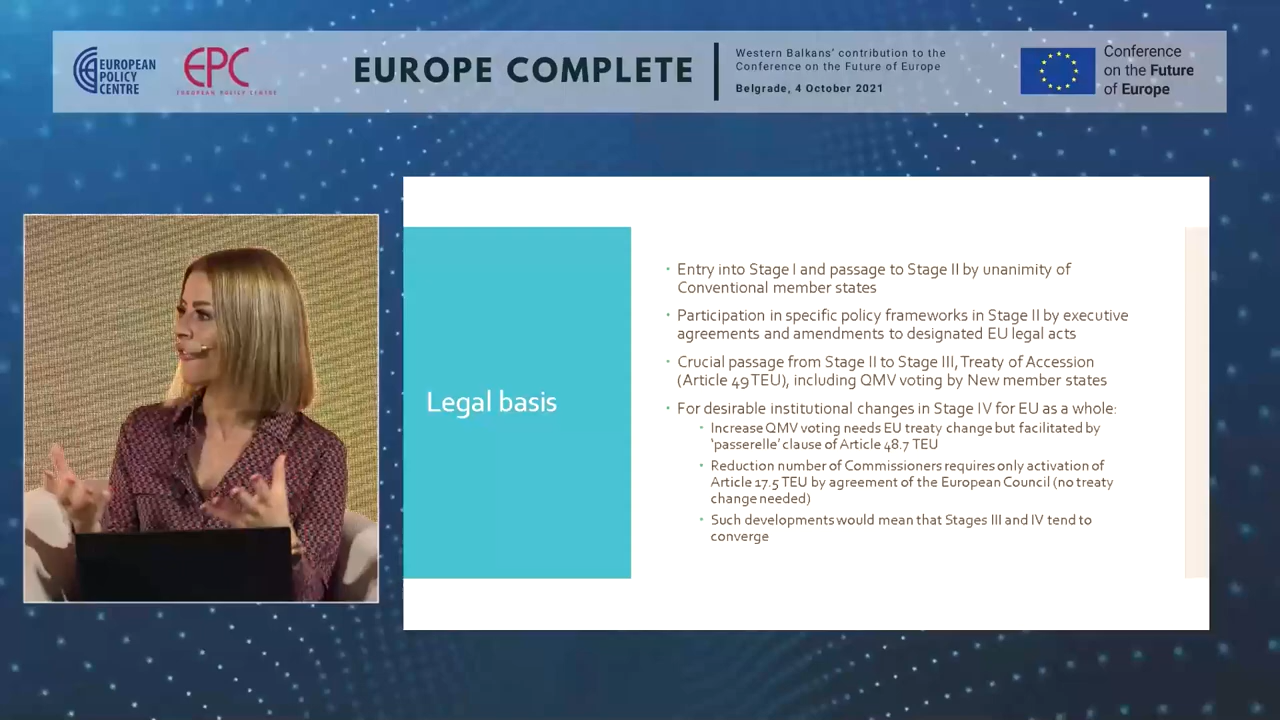 EUROPEAN
POLICY
CENTRE
EPC
EUROPEAN POLICY CENTRE
EUROPE COMPLETE
Western Balkans' contribution to the
Conference on the Future of Europe
Belgrade, 4 October 2021
Conference
on the Future
of Europe
Legal basis
Entry into Stage I and passage to Stage II by unanimity of
Conventional member states
Participation in specific policy frameworks in Stage II by executive
agreements and amendments to designated EU legal acts
Crucial passage from Stage II to Stage III, Treaty of Accession
(Article 49 TEU), including QMV voting by New member states
For desirable institutional changes in Stage IV for EU as a whole:
Increase QMV voting needs EU treaty change but facilitated by
'passerelle' clause of Article 48.7 TEU
Reduction number of Commissioners requires only activation of
Article 17.5 TEU by agreement of the European Council (no treaty
change needed)
Such developments would mean that Stages III and IV tend to
converge